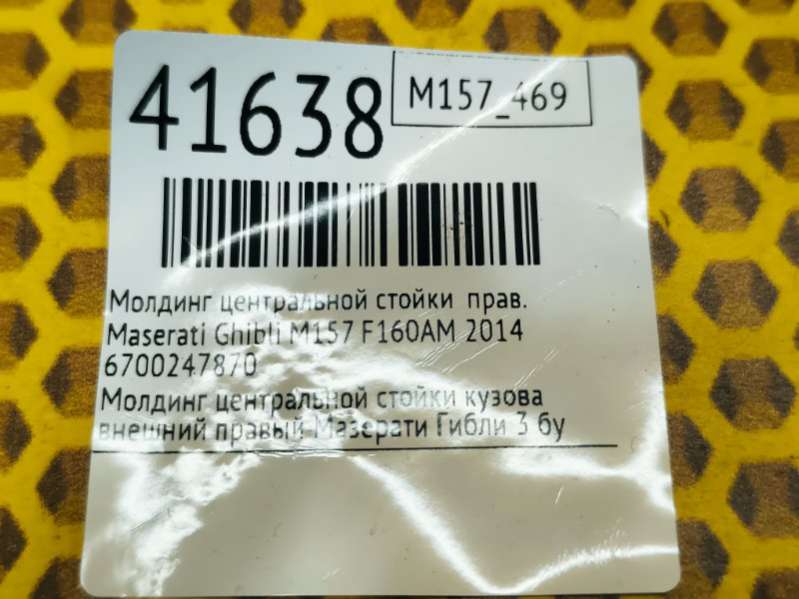 41638
M157_469
Молдинг центральной стойки прав.
Maserati Ghibli M157 F160AM 2014
6700247870
Молдинг центральной стойки кузова
внешний правый Мазерати Гибли 3 бу